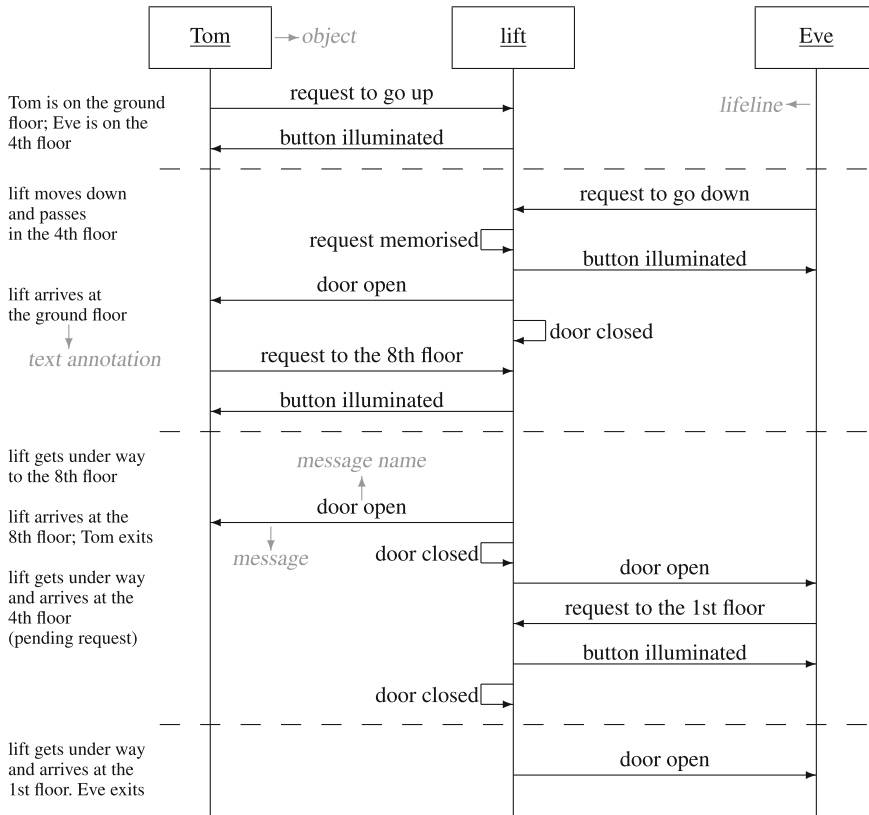 Tom
object
lift
Eve
Tom is on the ground
floor; Eve is on the
4th floor
request to go up
lifeline
button illuminated
lift moves down
and passes
in the 4th floor
request to go down
request memorised
button illuminated
lift arrives at
the ground floor
door open
door closed
text annotation
request to the 8th floor
button illuminated
lift gets under way
to the 8th floor
message name
lift arrives at the
8th floor; Tom exits
door open
message
door closed
lift gets under way
and arrives at the
4th floor
(pending request)
door open
request to the 1st floor
button illuminated
door closed
lift gets under way
and arrives at the
1st floor. Eve exits
door open